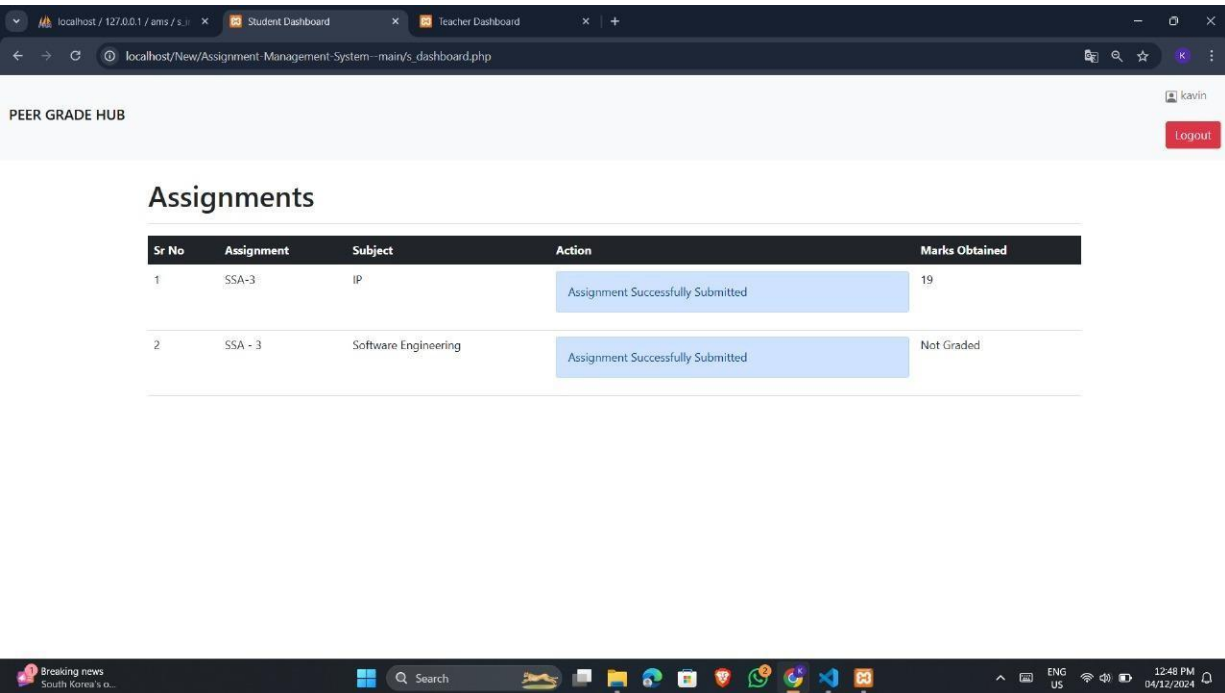 localhost / 127.0.0.1 / ams / s_
Student Dashboard
Teacher Dashboard
localhost/New/Assignment-Management-System--main/s_dashboard.php
K
kavin
PEER GRADE HUB
Logout
Assignments
Sr No Assignment Subject Action Marks Obtained
1 SSA-3 IP Assignment Successfully Submitted 19
2 SSA - 3 Software Engineering Assignment Successfully Submitted Not Graded
1 Breaking news
South Korea's o...
Search
2
K
ENG
US
12:48 PM
04/12/2024